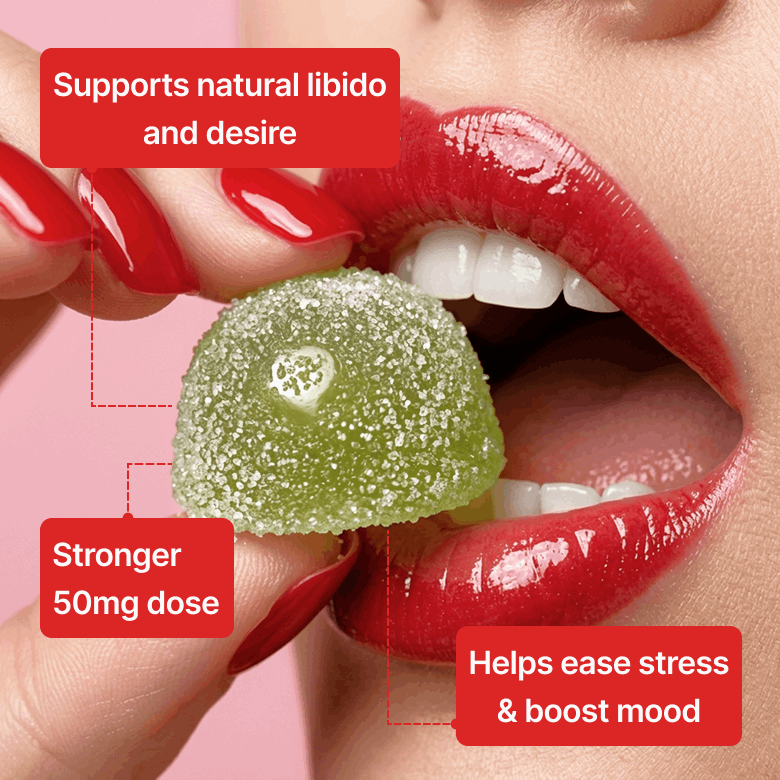 Supports natural libido
and desire
Stronger
50mg dose
Helps ease stress
& boost mood